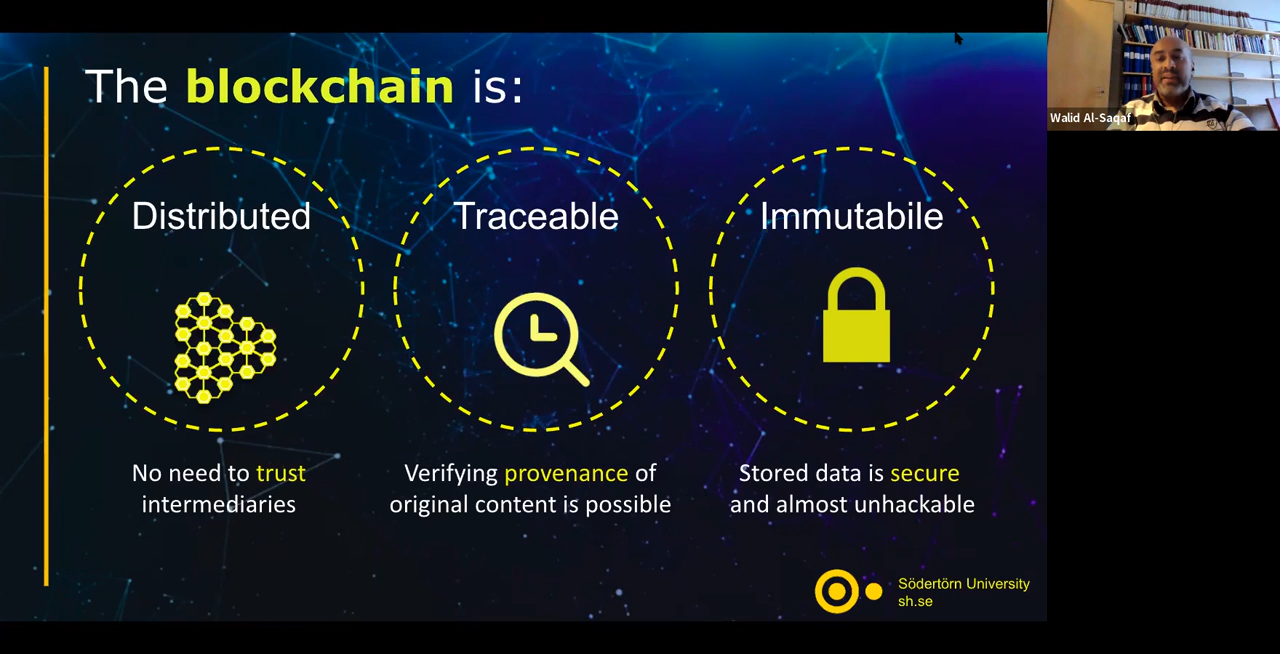 The blockchain is:
Distributed
No need to trust
intermediaries
Traceable
Verifying provenance of
original content is possible
Immutabile
Stored data is secure
and almost unhackable
Södertörn University
sh.se
Walid Al-Saqaf